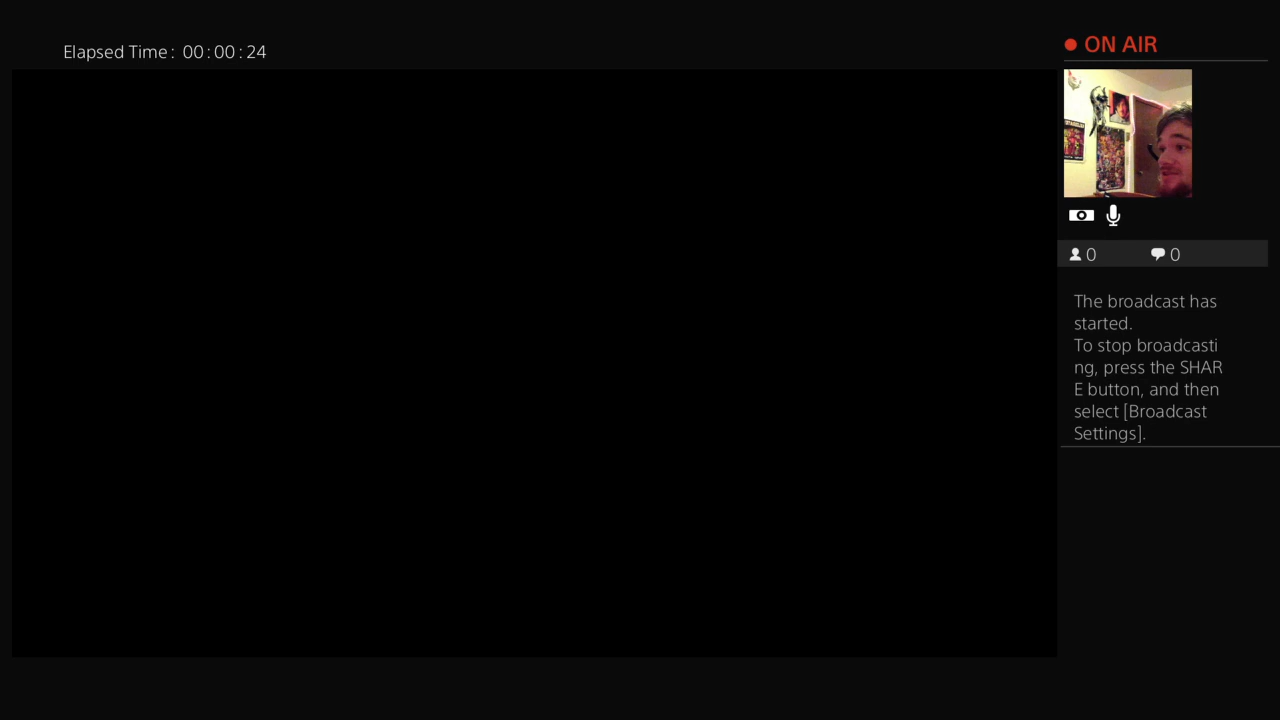 Elapsed Time: 00:00:24
ON AIR
0 0
The broadcast has
started.
To stop broadcasti
ng, press the SHAR
E button, and then
select [Broadcast
Settings].